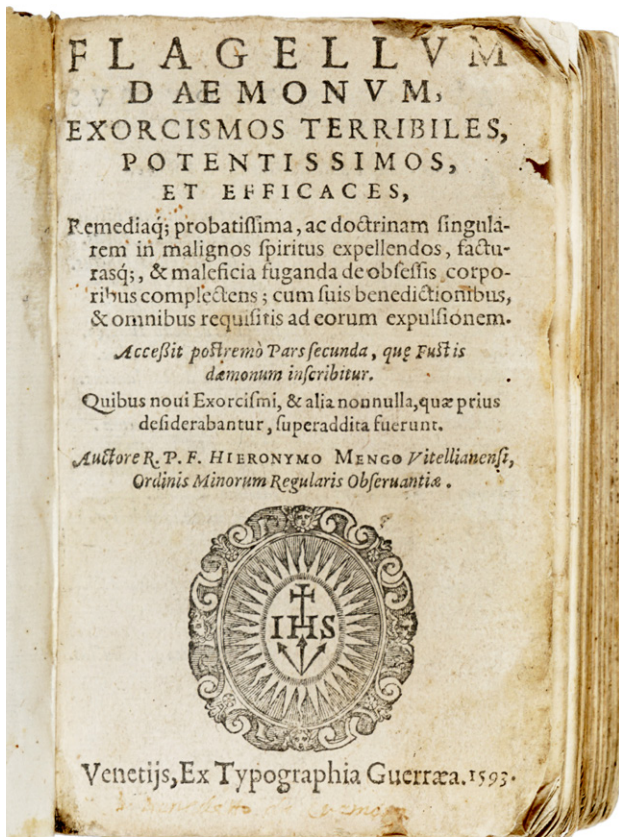 FLAGELLVM
DAEMONVM,
EXORCISMOS TERRIBILES,
POTENTISSIMOS,
ET EFFICACES,
Remediaq́; probatiſſima, ac doctrinam ſingula-
rem in malignos ſpiritus expellendos, factu-
rasq́;, & maleficia fuganda de obſeſſis corpo-
ribus complectens; cum ſuis benedictionibus,
& omnibus requiſitis ad eorum expulſionem.
Acceßit poſtremò Pars ſecunda, quę Fuſtis
dæmonum inſcribitur.
Quibus noui Exorciſmi, & alia nonnulla, quæ prius
deſiderabantur, ſuperaddita fuerunt.
Auctore R. P. F. HIERONYMO MENGO Vitellianenſi,
Ordinis Minorum Regularis Obſeruantiæ.
IHS
Venetijs, Ex Typographia Guerræa. 1593.